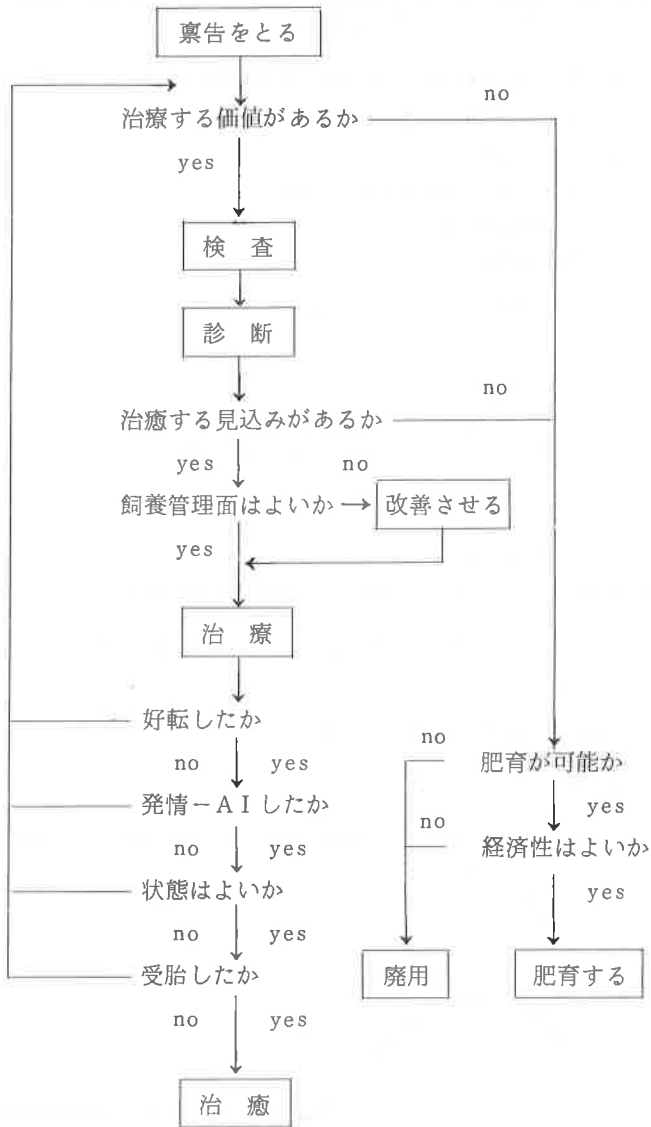 稟告をとる
no
治療する価値があるか
yes
検 査
診 断
no
治癒する見込みがあるか
yes no
飼養管理面はよいか
改善させる
yes
治 療
好転したか
no
肥育が可能か
no yes
yes
発情－AIしたか
no
経済性はよいか
no yes
yes
状態はよいか
no yes
受胎したか
廃用
肥育する
no yes
治 癒